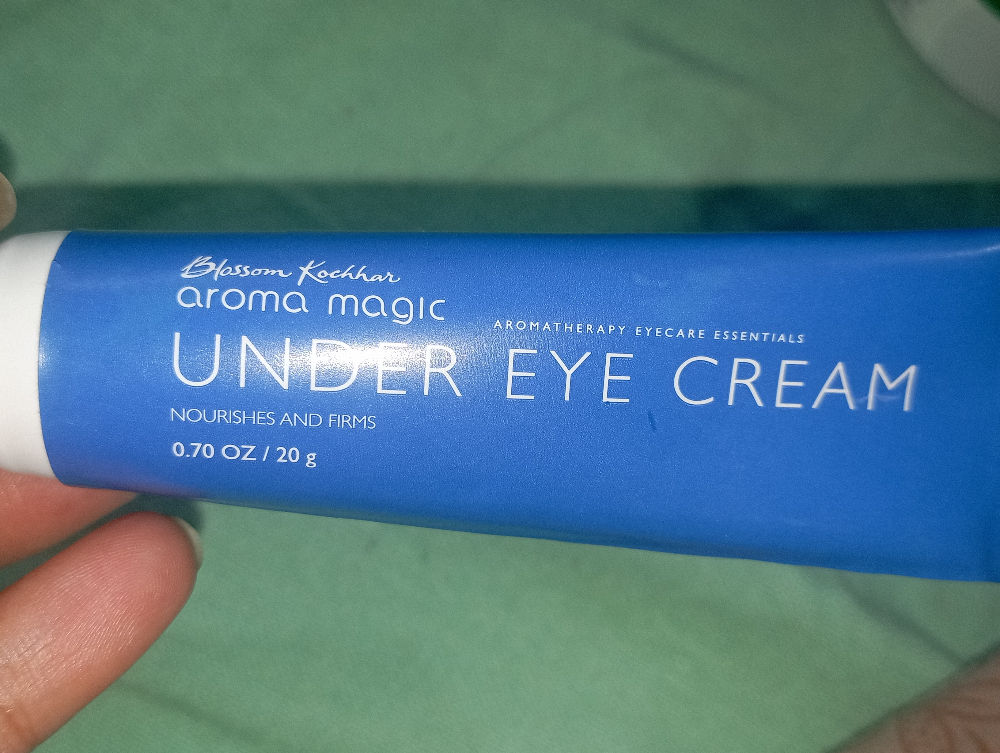 Blossom Kochhar
aroma magic
AROMATHERAPY EYECARE ESSENTIALS
UNDER EYE CREAM
NOURISHES AND FIRMS
0.70 OZ / 20 g